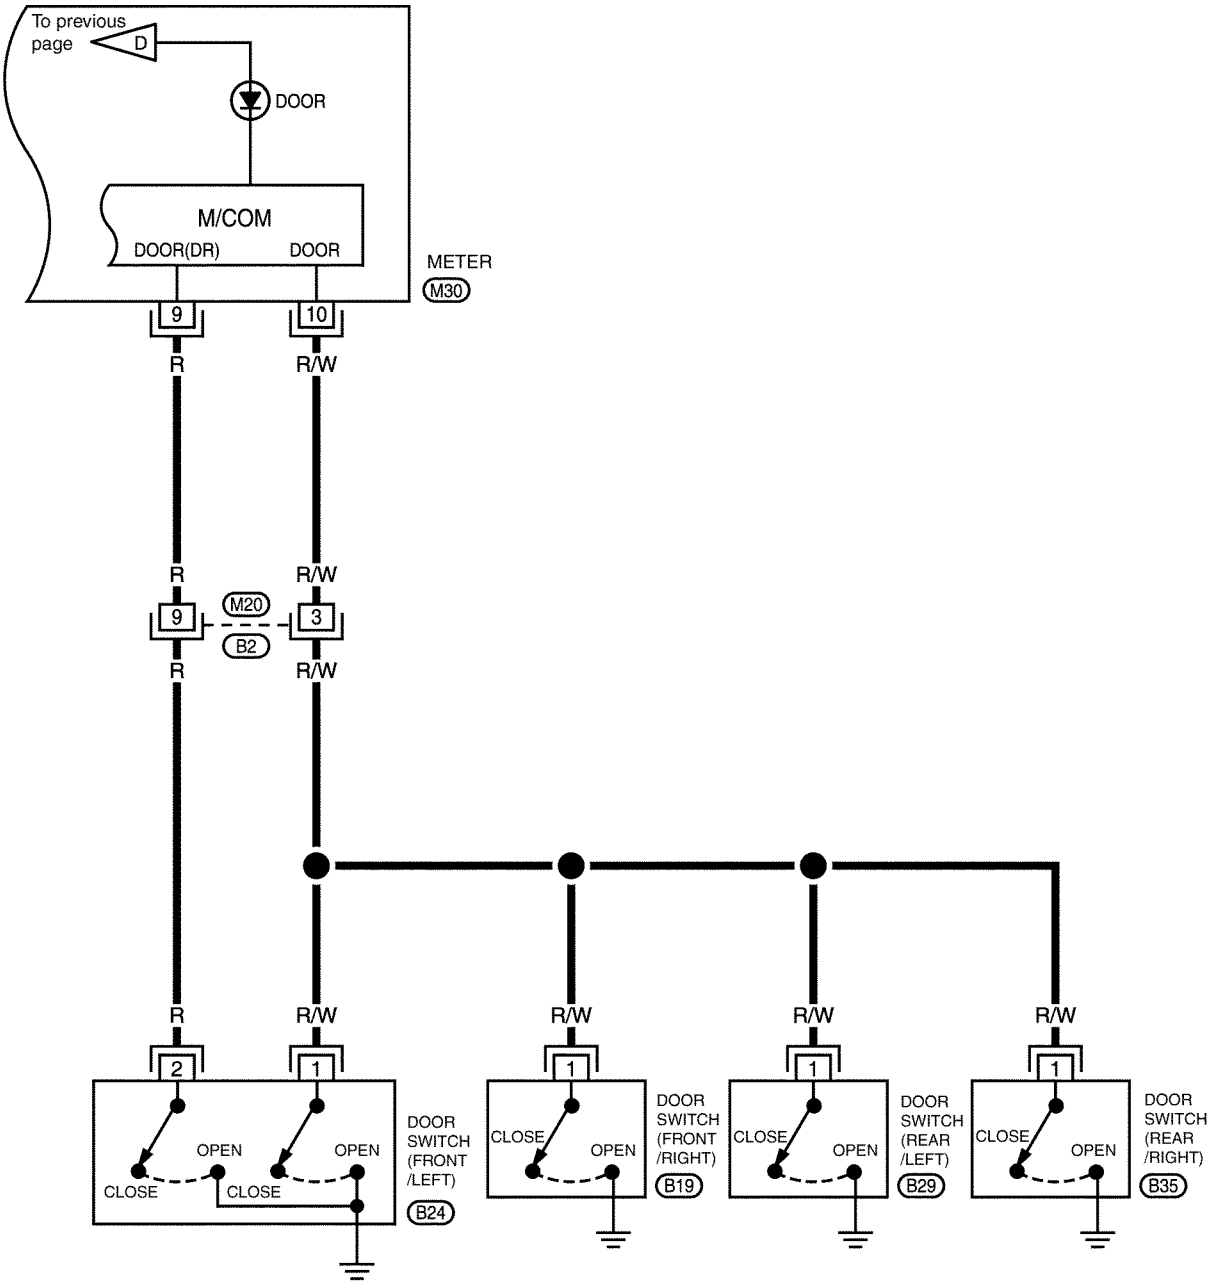 To previous
page
D
DOOR
M/COM
DOOR(DR) DOOR
METER
M30
9 10
R R/W
R R/W
9 M20 3
B2
R R/W
R R/W R/W R/W R/W
2 1 1 1 1
CLOSE OPEN CLOSE OPEN
DOOR
SWITCH
(FRONT
/LEFT)
B24
CLOSE OPEN
DOOR
SWITCH
(FRONT
/RIGHT)
B19
CLOSE OPEN
DOOR
SWITCH
(REAR
/LEFT)
B29
CLOSE OPEN
DOOR
SWITCH
(REAR
/RIGHT)
B35